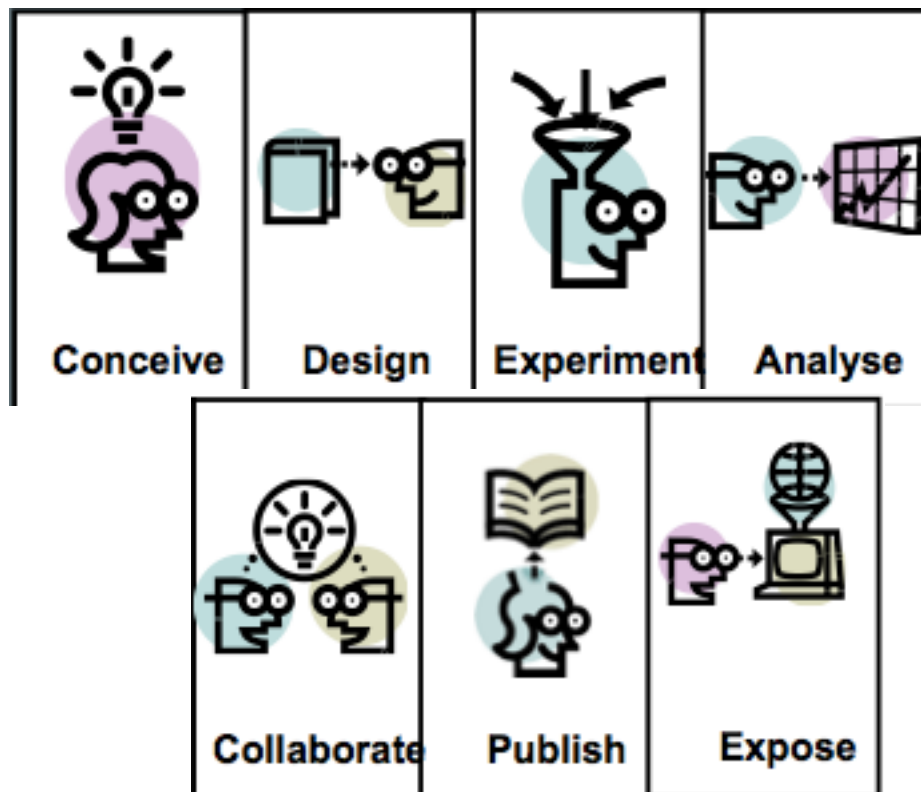 Conceive
Design
Experiment
Analyse
Collaborate
Publish
Expose